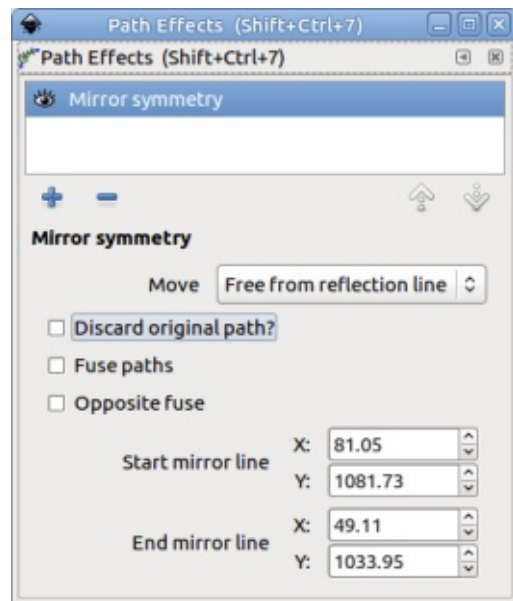 Path Effects (Shift+Ctrl+7)
Path Effects (Shift+Ctrl+7)
Mirror symmetry
Mirror symmetry
Move Free from reflection line
Discard original path?
Fuse paths
Opposite fuse
Start mirror line
X: 81.05
Y: 1081.73
End mirror line
X: 49.11
Y: 1033.95